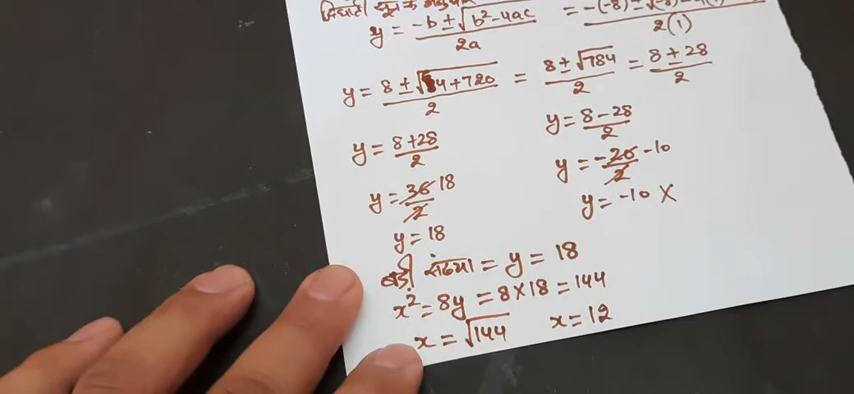 द्विघाती सूत्र के अनुसार
y = -b ± √b²-4ac / 2a = -(-8) ± √(-8) / 2(1)
y = 8 ± √64+720 / 2 = 8 ± √784 / 2 = 8 ± 28 / 2
y = 8+28 / 2
y = 8-28 / 2
y = 36 / 2 18
y = -20 / 2 -10
y = 18
y = -10 X
बड़ी संख्या = y = 18
x² = 8y = 8×18 = 144
x = √144 x = 12